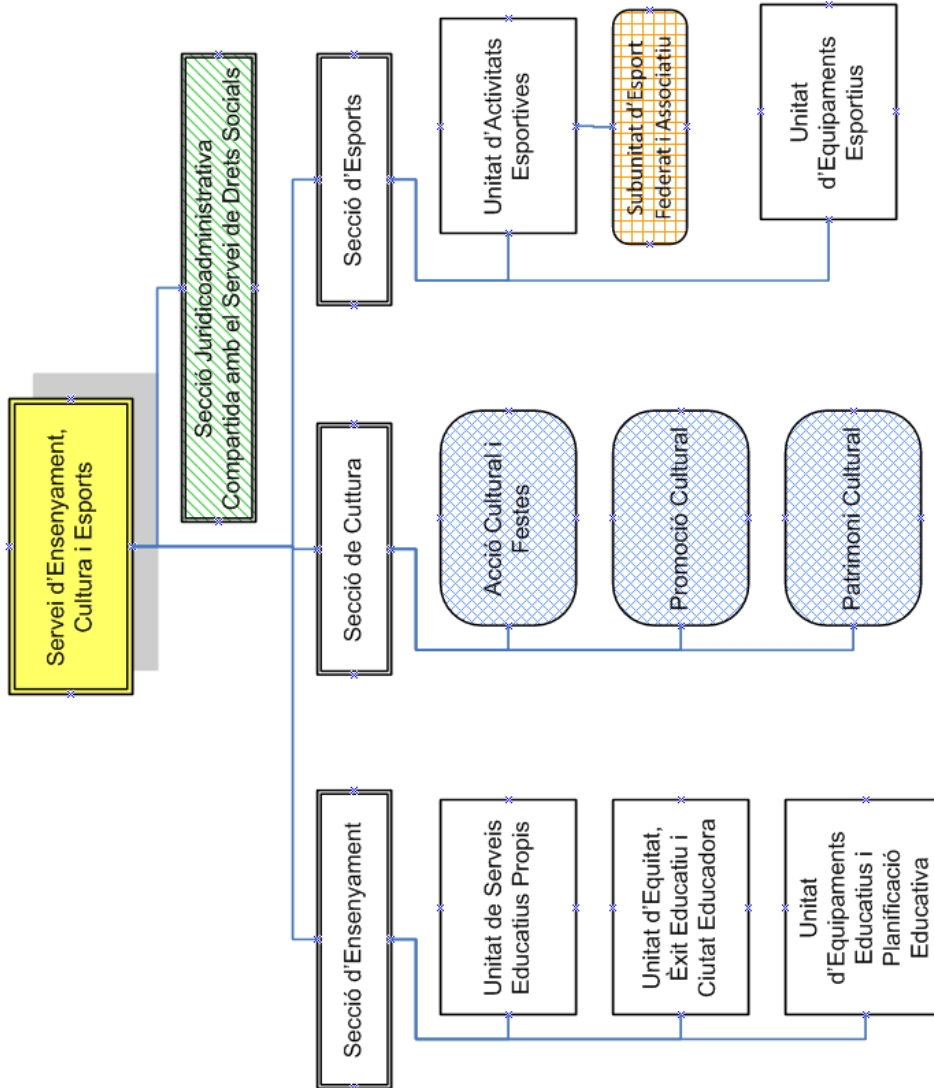 Servei d'Ensenyament,
Cultura i Esports
Secció Juridicoadministrativa
Compartida amb el Servei de Drets Socials
Secció d'Ensenyament
Unitat de Serveis
Educatius Propis
Unitat d'Equitat,
Èxit Educatiu i
Ciutat Educadora
Unitat
d'Equipaments
Educatius i
Planificació
Educativa
Secció de Cuttura
Acció Cultural i
Festes
Promoció Cultural
Patrimoni Cultural
Secció d'Esports
Unitat d'Activitats
Esportives
Subunitat d'Esport
Federat i Associatiu
Unitat
d'Equipaments
Esportius